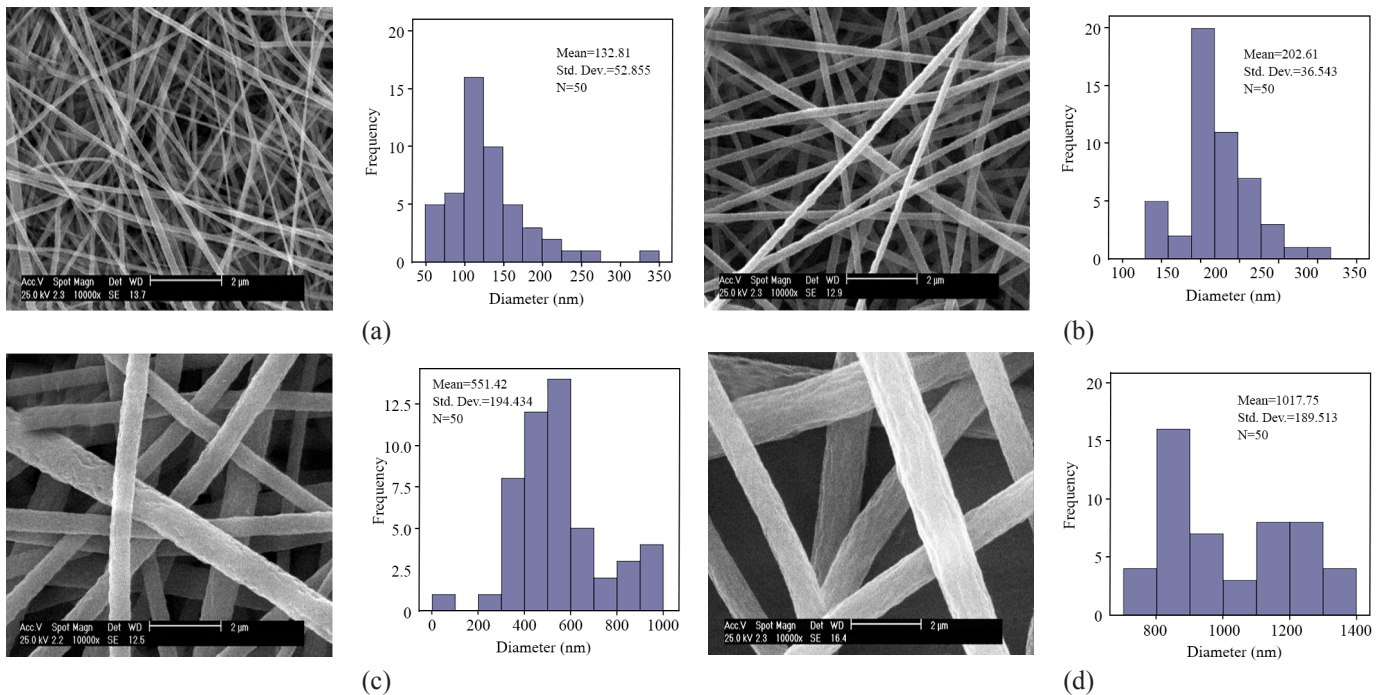 Acc.V Spot Magn Det WD 2 µm
25.0 kV 2.3 10000x SE 13.7
20
15
10
5
0
Frequency
Mean=132.81
Std. Dev.=52.855
N=50
50 100 150 200 250 300 350
Diameter (nm)
(a)
Acc.V Spot Magn Det WD 2 µm
25.0 kV 2.3 10000x SE 12.9
20
15
10
5
0
Frequency
Mean=202.61
Std. Dev.=36.543
N=50
100 150 200 250 300 350
Diameter (nm)
(b)
Acc.V Spot Magn Det WD 2 µm
25.0 kV 2.2 10000x SE 12.5
12.5
10.0
7.5
5.0
2.5
0
Frequency
Mean=551.42
Std. Dev.=194.434
N=50
0 200 400 600 800 1000
Diameter (nm)
(c)
Acc.V Spot Magn Det WD 2 µm
25.0 kV 2.3 10000x SE 16.4
20
15
10
5
0
Frequency
Mean=1017.75
Std. Dev.=189.513
N=50
800 1000 1200 1400
Diameter (nm)
(d)